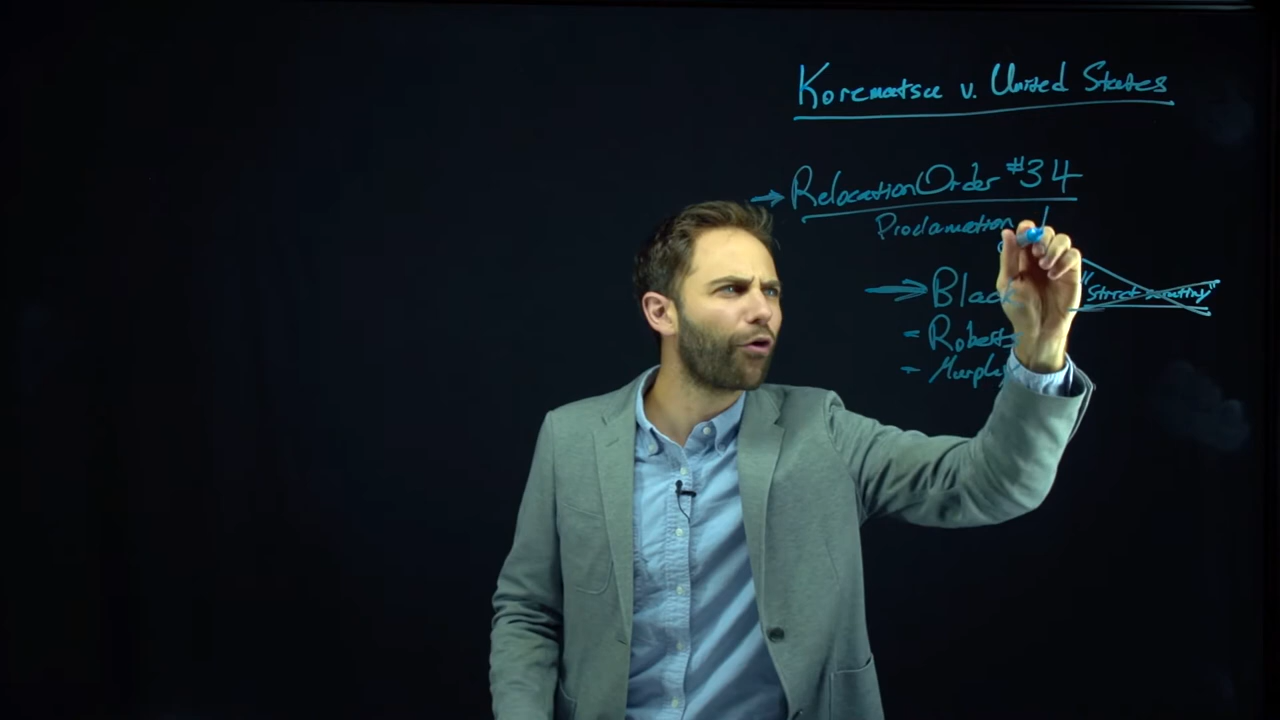 Korematsu v. United States
→ Relocation Order #34
Proclamation
→ Black "Strict scrutiny"
- Roberts
- Murphy